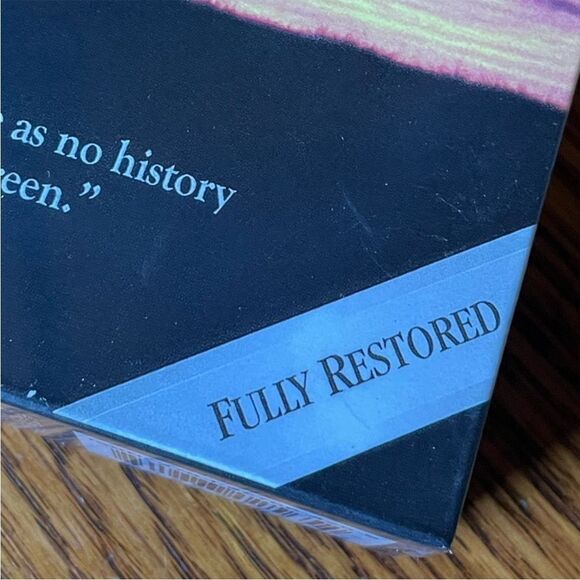 as no history
een.”
FULLY RESTORED